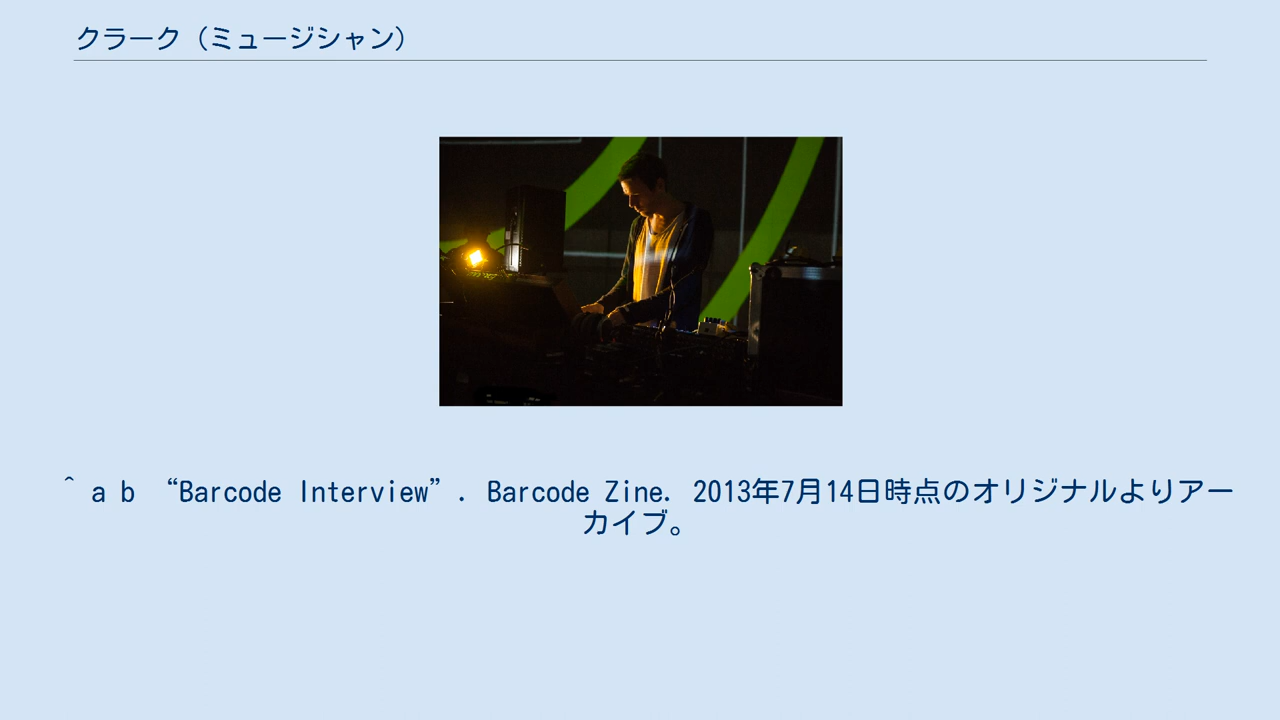 クラーク（ミュージシャン）
^ a b “Barcode Interview”. Barcode Zine. 2013年7月14日時点のオリジナルよりアー
カイブ。